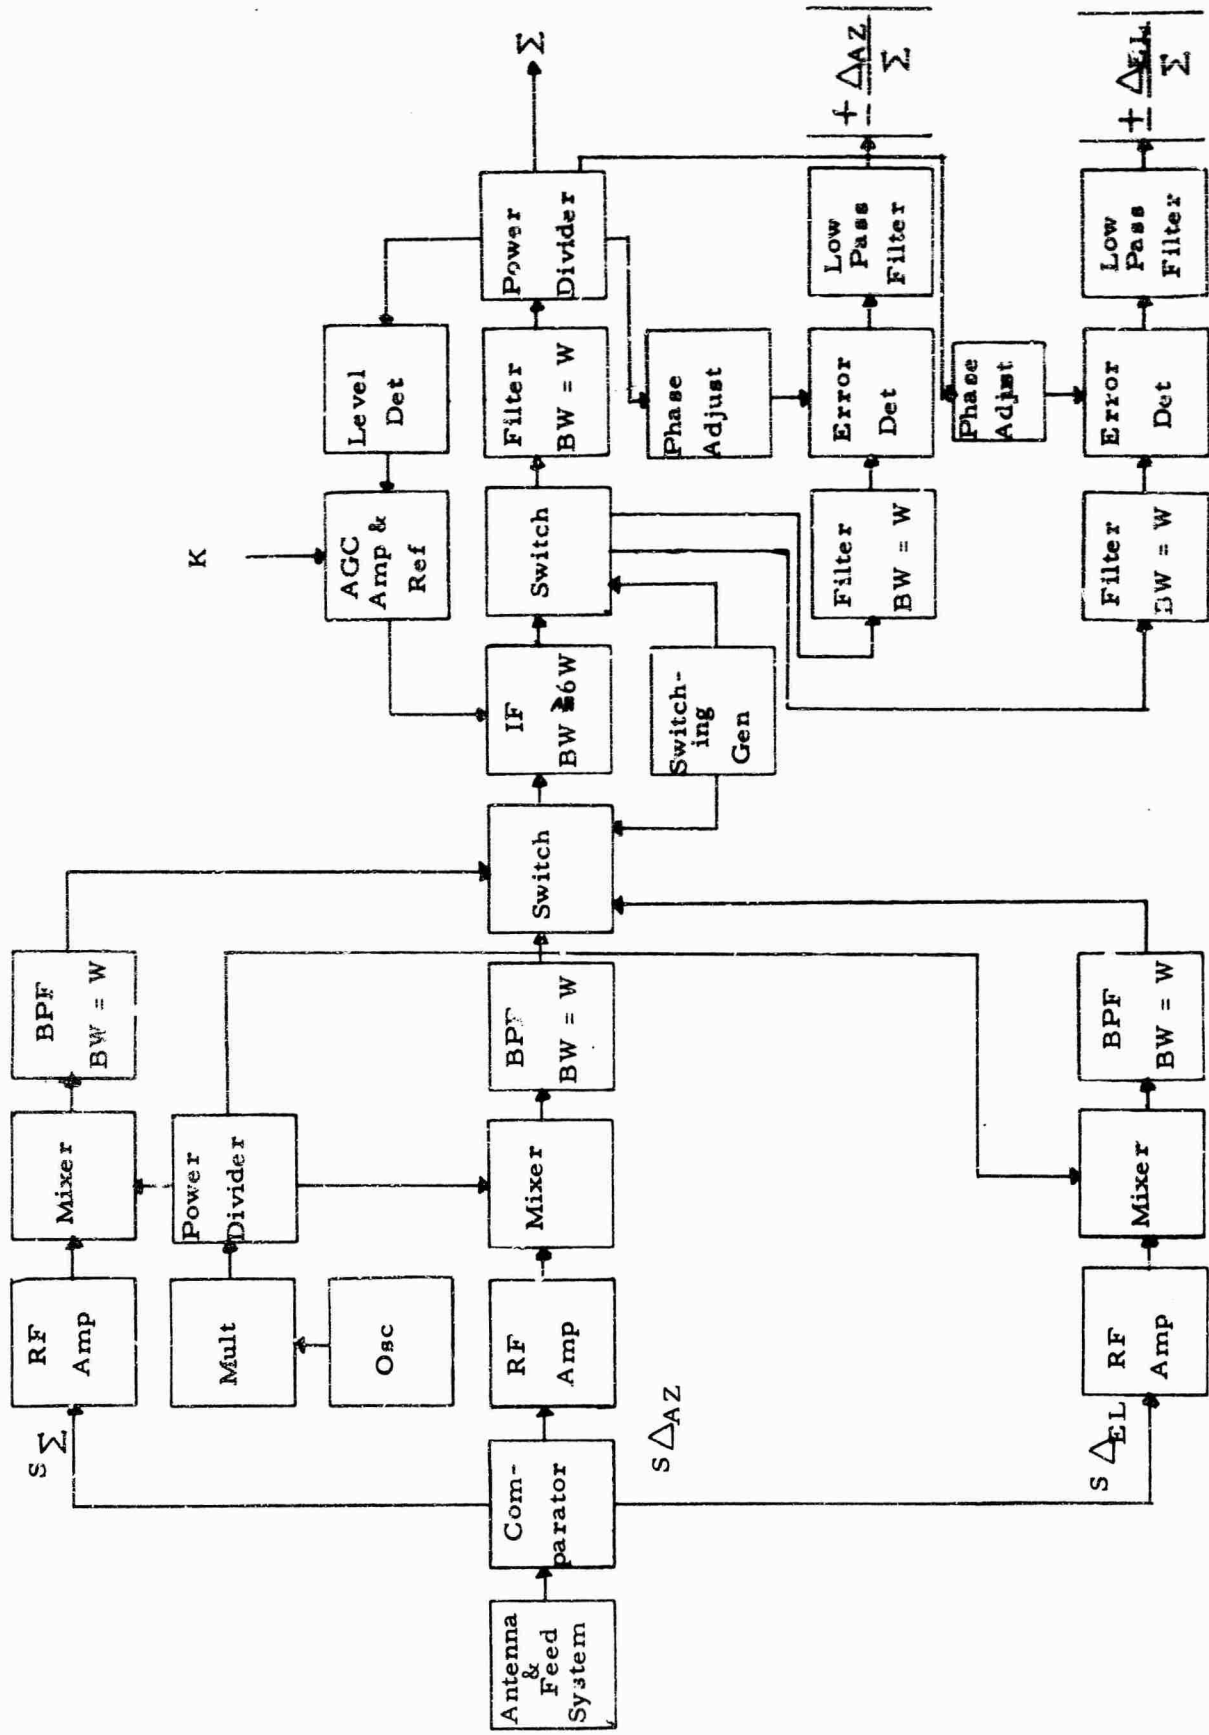 S Σ
RF
Amp
Mixer
BPF
BW = W
Mult
Power
Divider
Osc
K
AGC
Amp &
Ref
Level
Det
Antenna
&
Feed
System
Com-
parator
RF
Amp
Mixer
BPF
BW = W
Switch
IF
BW ≥6W
Switch
Filter
BW = W
Power
Divider
Σ
S ΔAZ
Switch-
ing
Gen
Phase
Adjust
Filter
BW = W
Error
Det
Low
Pass
Filter
± ΔAZ
Σ
Phase
Adjust
S ΔEL
RF
Amp
Mixer
BPF
BW = W
Filter
BW = W
Error
Det
Low
Pass
Filter
± ΔEL
Σ